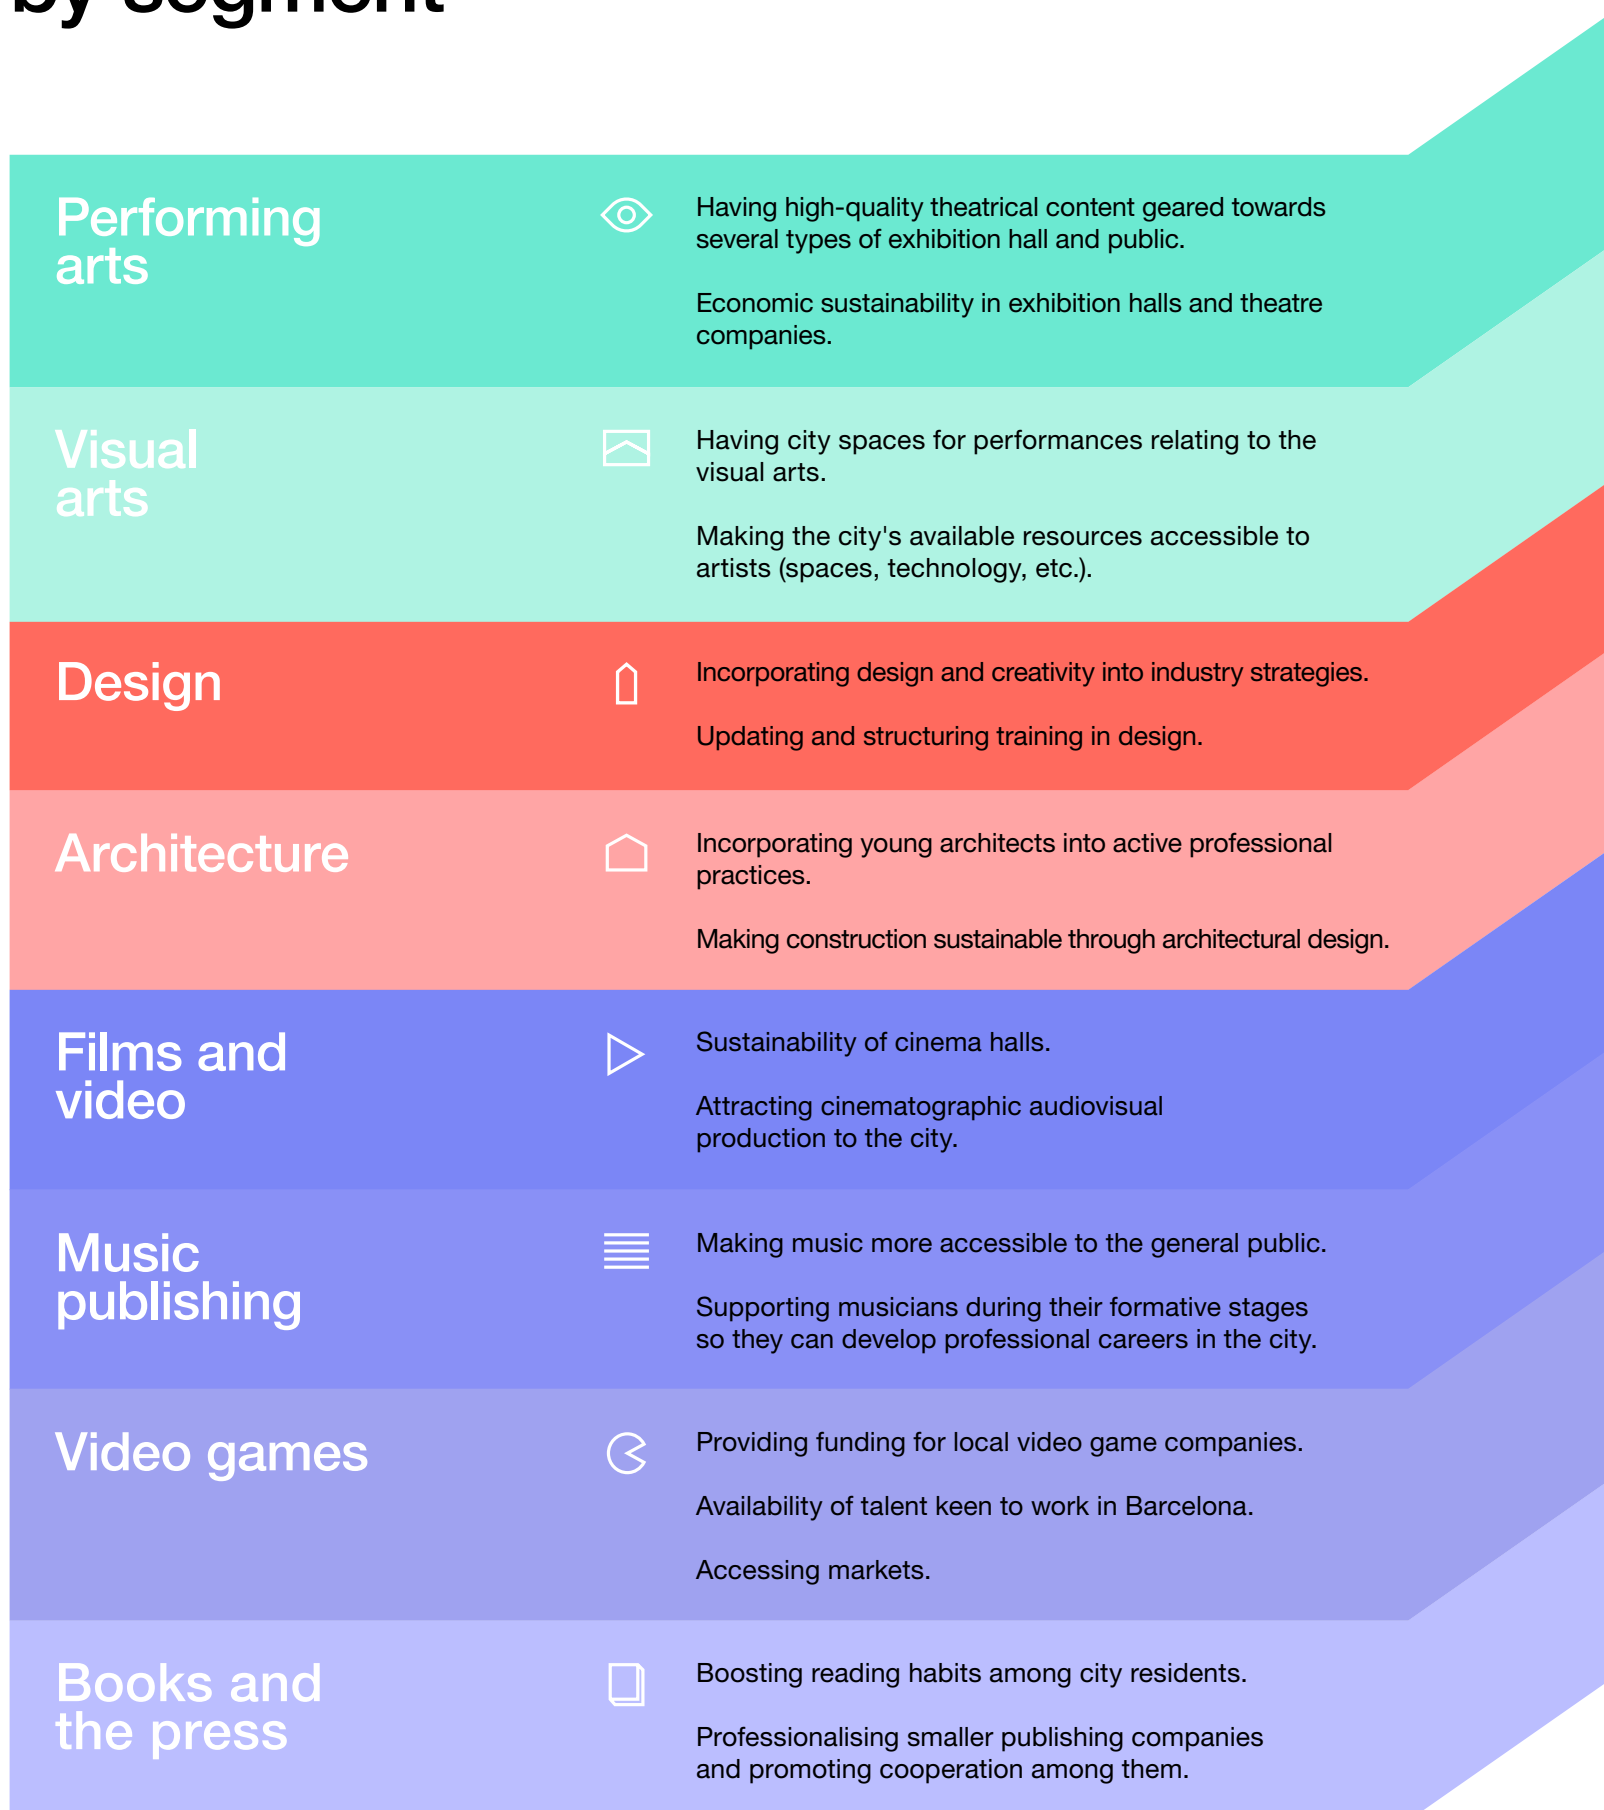 by segment
Performing
arts
Having high-quality theatrical content geared towards
several types of exhibition hall and public.
Economic sustainability in exhibition halls and theatre
companies.
Visual
arts
Having city spaces for performances relating to the
visual arts.
Making the city's available resources accessible to
artists (spaces, technology, etc.).
Design
Incorporating design and creativity into industry strategies.
Updating and structuring training in design.
Architecture
Incorporating young architects into active professional
practices.
Making construction sustainable through architectural design.
Films and
video
Sustainability of cinema halls.
Attracting cinematographic audiovisual
production to the city.
Music
publishing
Making music more accessible to the general public.
Supporting musicians during their formative stages
so they can develop professional careers in the city.
Video games
Providing funding for local video game companies.
Availability of talent keen to work in Barcelona.
Accessing markets.
Books and
the press
Boosting reading habits among city residents.
Professionalising smaller publishing companies
and promoting cooperation among them.